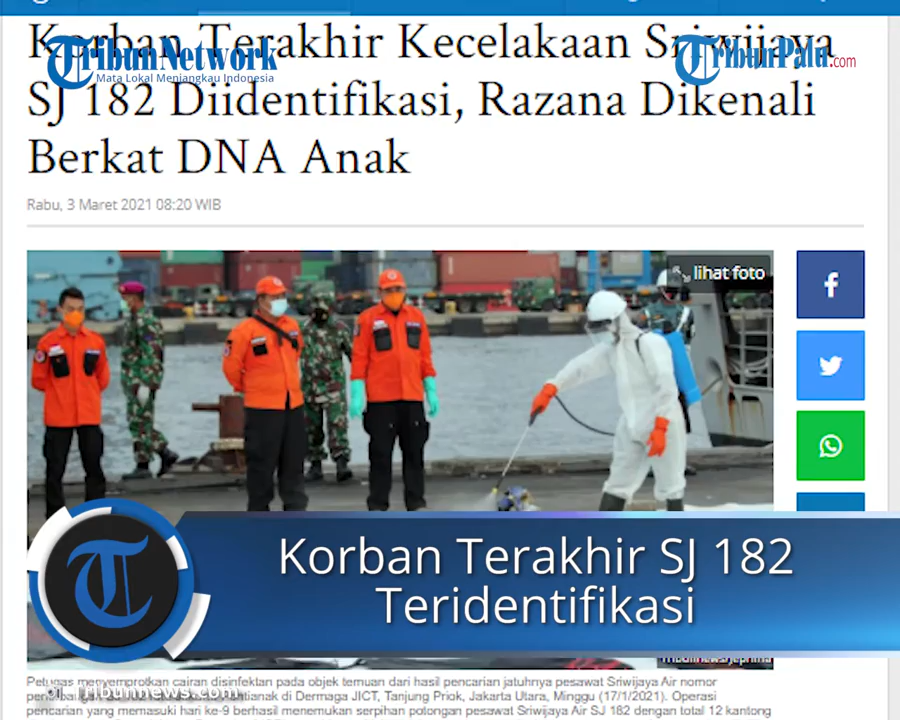 Korban Terakhir Kecelakaan Sriwijaya
SJ 182 Diidentifikasi, Razana Dikenali
Berkat DNA Anak
TribunNetwork
Mata Lokal Menjangkau Indonesia
TribunPalu.com
Rabu, 3 Maret 2021 08:20 WIB
lihat foto
Korban Terakhir SJ 182
Teridentifikasi
Petugas menyemprotkan cairan disinfektan pada objek temuan dari hasil pencarian jatuhnya pesawat Sriwijaya Air nomor
di Dermaga JICT, Tanjung Priok, Jakarta Utara, Minggu (17/1/2021). Operasi
pencarian yang memasuki hari ke-9 berhasil menemukan serpihan potongan pesawat Sriwijaya Air SJ 182 dengan total 12 kantong
Tribunnews.com